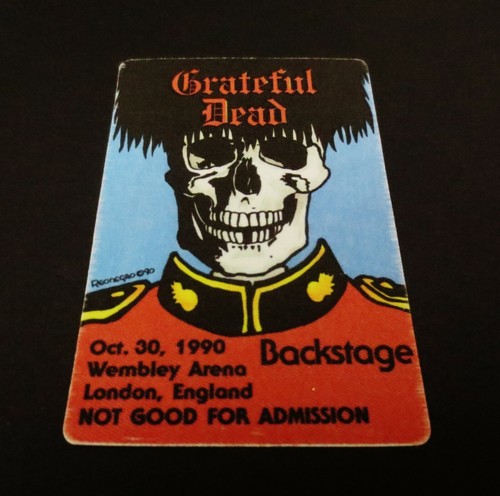 Grateful
Dead
Oct. 30, 1990 Backstage
Wembley Arena
London, England
NOT GOOD FOR ADMISSION